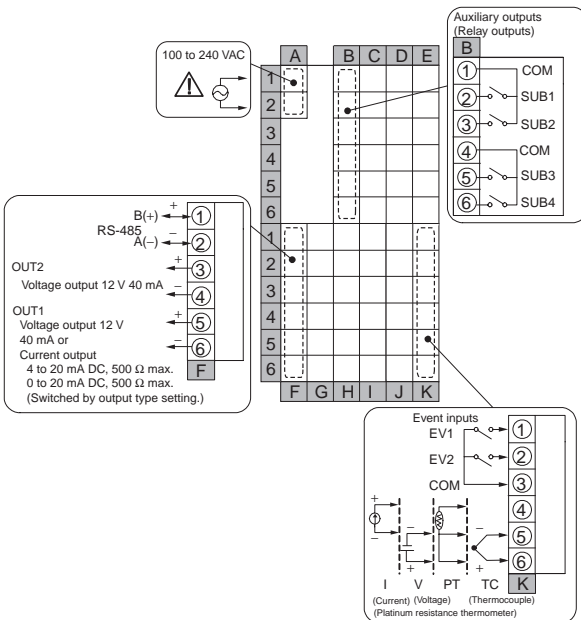 100 to 240 VAC
A B C D E
1
2
3
4
5
6
1
2
3
4
5
6
F G H I J K
Auxiliary outputs
(Relay outputs)
B
1 COM
2 SUB1
3 SUB2
4 COM
5 SUB3
6 SUB4
B(+) + 1
RS-485
A(−) − 2
OUT2 + 3
Voltage output 12 V 40 mA − 4
OUT1 + 5
Voltage output 12 V
40 mA or − 6
Current output
4 to 20 mA DC, 500 Ω max.
0 to 20 mA DC, 500 Ω max.
(Switched by output type setting.)
F
Event inputs
EV1 1
EV2 2
COM 3
4
+ − − 5
− + + 6
I V PT TC K
(Current) (Voltage) (Thermocouple)
(Platinum resistance thermometer)